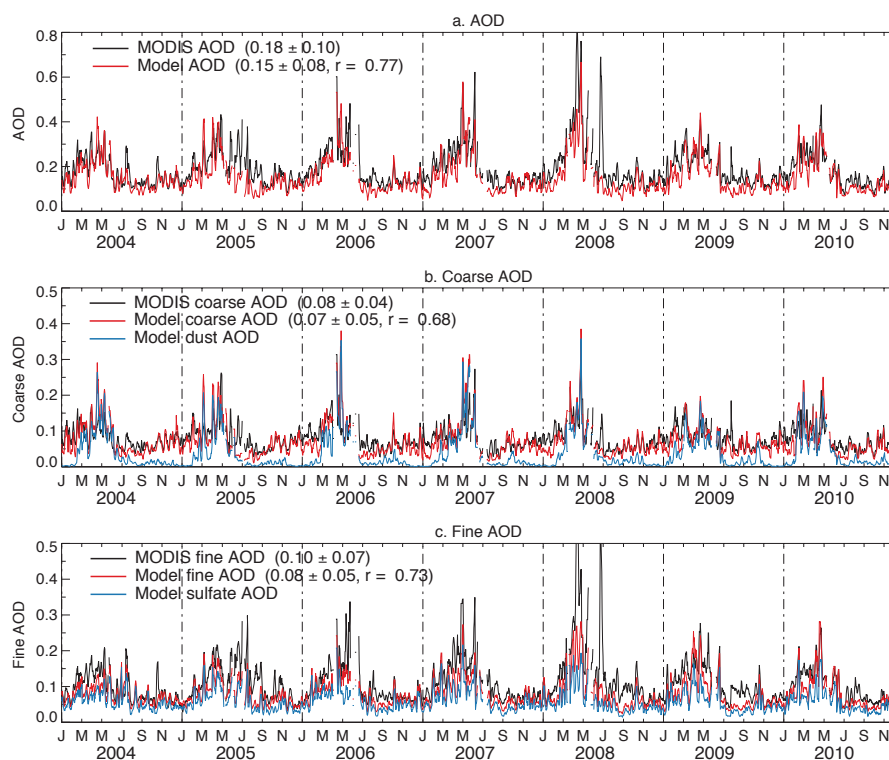 a. AOD
0.8
MODIS AOD (0.18 ± 0.10)
Model AOD (0.15 ± 0.08, r = 0.77)
0.6
AOD
0.4
0.2
0.0
J M M J S N J M M J S N J M M J S N J M M J S N J M M J S N J M M J S N J M M J S N
2004 2005 2006 2007 2008 2009 2010
b. Coarse AOD
0.5
MODIS coarse AOD (0.08 ± 0.04)
Model coarse AOD (0.07 ± 0.05, r = 0.68)
0.4
Model dust AOD
0.3
Coarse AOD
0.2
0.1
0.0
J M M J S N J M M J S N J M M J S N J M M J S N J M M J S N J M M J S N J M M J S N
2004 2005 2006 2007 2008 2009 2010
c. Fine AOD
0.5
MODIS fine AOD (0.10 ± 0.07)
Model fine AOD (0.08 ± 0.05, r = 0.73)
0.4
Model sulfate AOD
0.3
Fine AOD
0.2
0.1
0.0
J M M J S N J M M J S N J M M J S N J M M J S N J M M J S N J M M J S N J M M J S N
2004 2005 2006 2007 2008 2009 2010